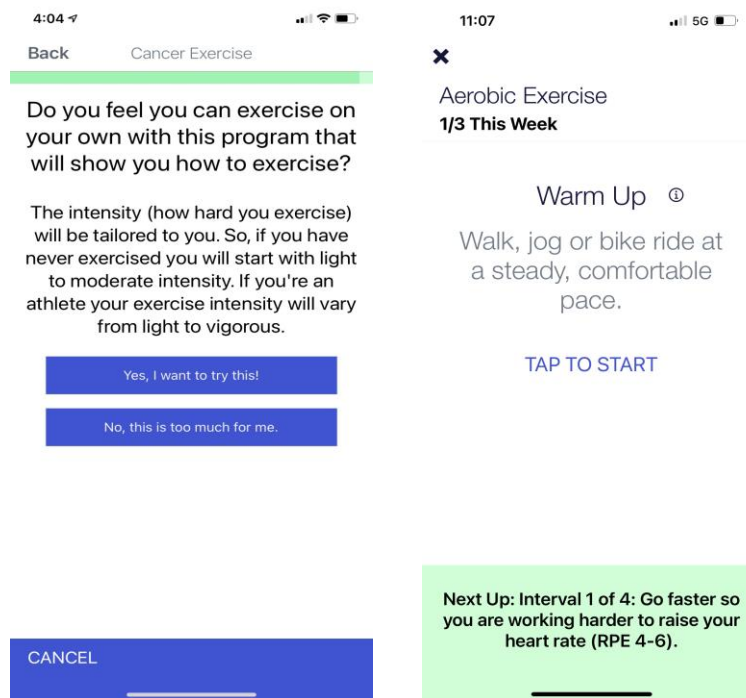 4:04
Back
Cancer Exercise
Do you feel you can exercise on
your own with this program that
will show you how to exercise?
The intensity (how hard you exercise)
will be tailored to you. So, if you have
never exercised you will start with light
to moderate intensity. If you're an
athlete your exercise intensity will vary
from light to vigorous.
Yes, I want to try this!
No, this is too much for me.
CANCEL
11:07
5G
Aerobic Exercise
1/3 This Week
Warm Up
Walk, jog or bike ride at
a steady, comfortable
pace.
TAP TO START
Next Up: Interval 1 of 4: Go faster so
you are working harder to raise your
heart rate (RPE 4-6).